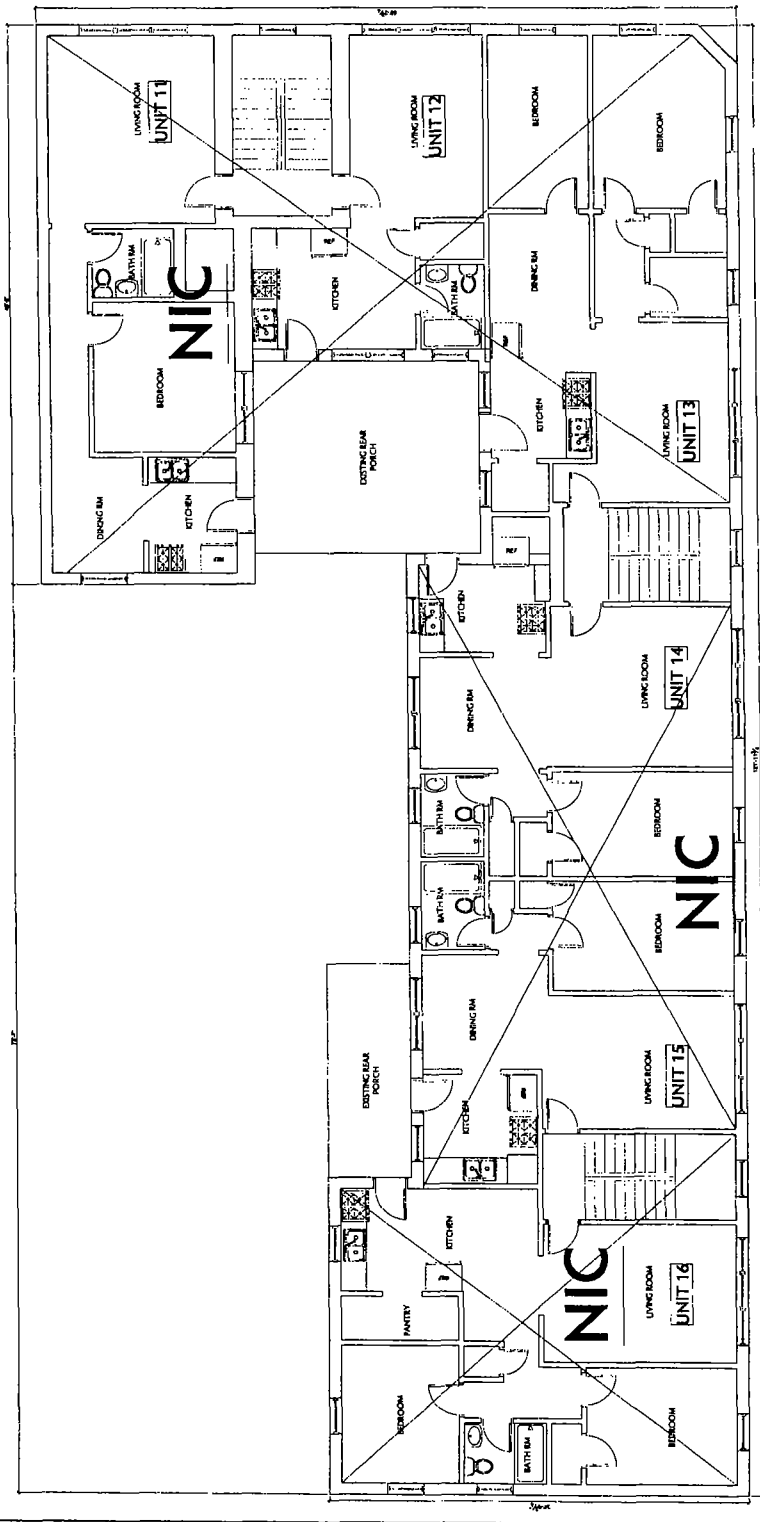 LIVING ROOM
UNIT 11
BATH RM
NIC
BEDROOM
DINING RM
KITCHEN
LIVING ROOM
UNIT 12
REF
KITCHEN
BATH RM
EXISTING REAR
PORCH
BEDROOM
BEDROOM
DINING RM
REF
KITCHEN
LIVING ROOM
UNIT 13
REF
KITCHEN
DINING RM
LIVING ROOM
UNIT 14
BATH RM
BEDROOM
NIC
BATH RM
BEDROOM
DINING RM
EXISTING REAR
PORCH
KITCHEN
LIVING ROOM
UNIT 15
KITCHEN
PANTRY
NIC
LIVING ROOM
UNIT 16
BEDROOM
BATH RM
BEDROOM